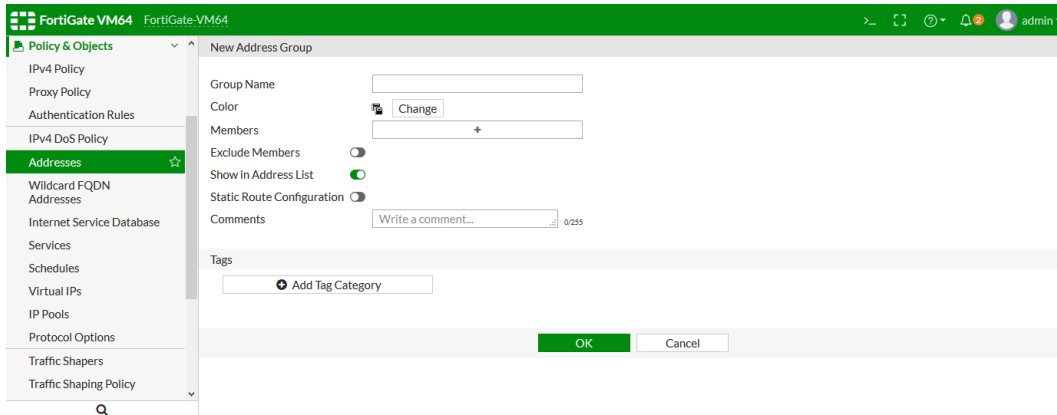 FortiGate VM64 FortiGate-VM64
>_ 2 admin
Policy & Objects
IPv4 Policy
Proxy Policy
Authentication Rules
IPv4 DoS Policy
Addresses
Wildcard FQDN
Addresses
Internet Service Database
Services
Schedules
Virtual IPs
IP Pools
Protocol Options
Traffic Shapers
Traffic Shaping Policy
New Address Group
Group Name
Color Change
Members +
Exclude Members
Show in Address List
Static Route Configuration
Comments Write a comment... 0/255
Tags
Add Tag Category
OK Cancel